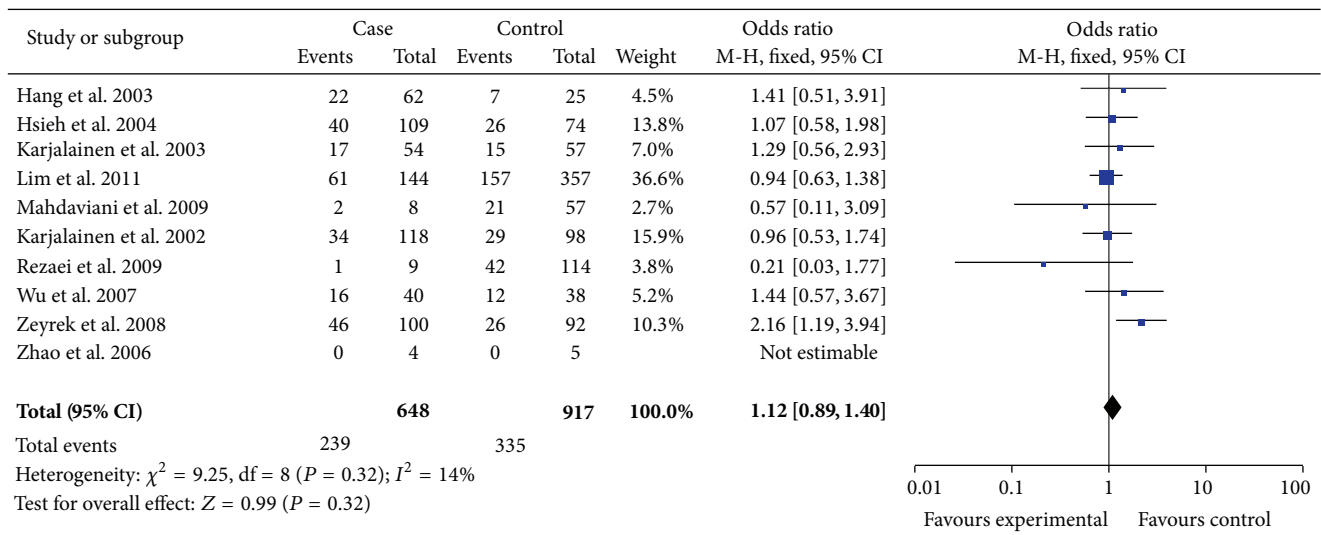 Study or subgroup Case Control Odds ratio Odds ratio
Events Total Events Total Weight M-H, fixed, 95% CI M-H, fixed, 95% CI
Hang et al. 2003 22 62 7 25 4.5% 1.41 [0.51, 3.91]
Hsieh et al. 2004 40 109 26 74 13.8% 1.07 [0.58, 1.98]
Karjalainen et al. 2003 17 54 15 57 7.0% 1.29 [0.56, 2.93]
Lim et al. 2011 61 144 157 357 36.6% 0.94 [0.63, 1.38]
Mahdaviani et al. 2009 2 8 21 57 2.7% 0.57 [0.11, 3.09]
Karjalainen et al. 2002 34 118 29 98 15.9% 0.96 [0.53, 1.74]
Rezaei et al. 2009 1 9 42 114 3.8% 0.21 [0.03, 1.77]
Wu et al. 2007 16 40 12 38 5.2% 1.44 [0.57, 3.67]
Zeyrek et al. 2008 46 100 26 92 10.3% 2.16 [1.19, 3.94]
Zhao et al. 2006 0 4 0 5 Not estimable
Total (95% CI) 648 917 100.0% 1.12 [0.89, 1.40]
Total events 239 335
Heterogeneity: χ² = 9.25, df = 8 (P = 0.32); I² = 14%
Test for overall effect: Z = 0.99 (P = 0.32)
0.01 0.1 1 10 100
Favours experimental Favours control